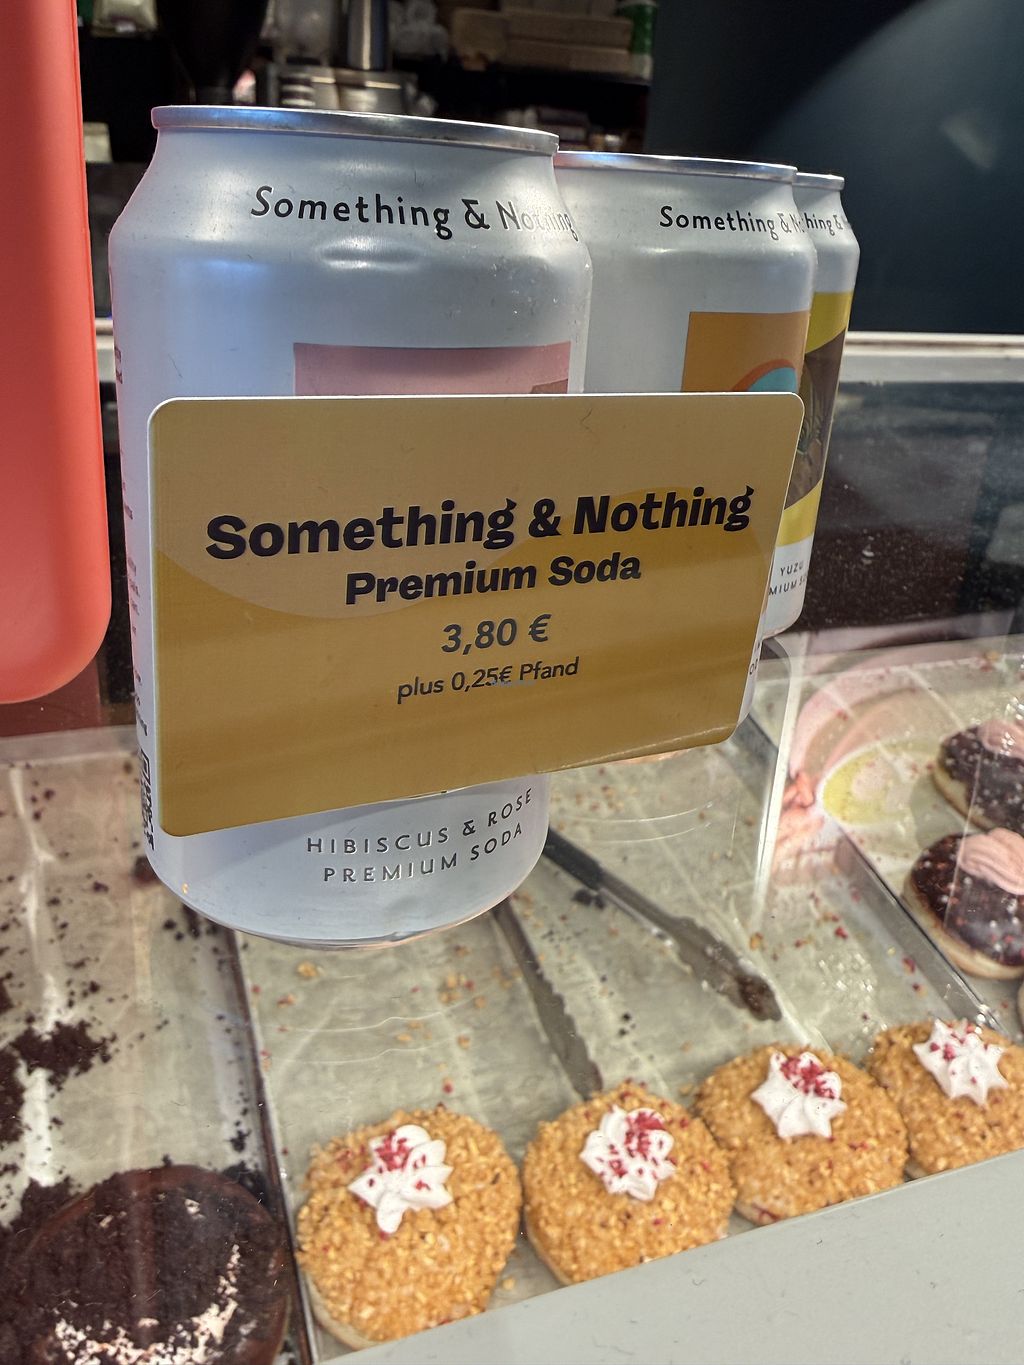 Something & Nothing
Something &
Something & Nothing
Premium Soda
3,80 €
plus 0,25€ Pfand
YUZU
HIBISCUS & ROSE
PREMIUM SODA